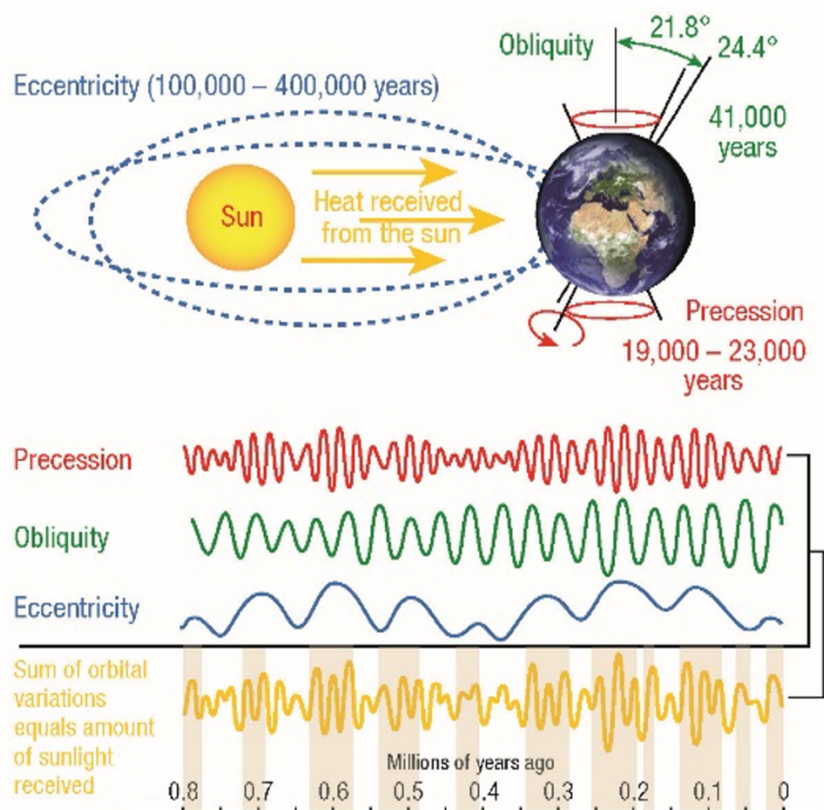 Obliquity
21.8°
24.4°
Eccentricity (100,000 – 400,000 years)
41,000
years
Sun
Heat received
from the sun
Precession
19,000 – 23,000
years
Precession
Obliquity
Eccentricity
Sum of orbital
variations
equals amount
of sunlight
received
Millions of years ago
0.8 0.7 0.6 0.5 0.4 0.3 0.2 0.1 0